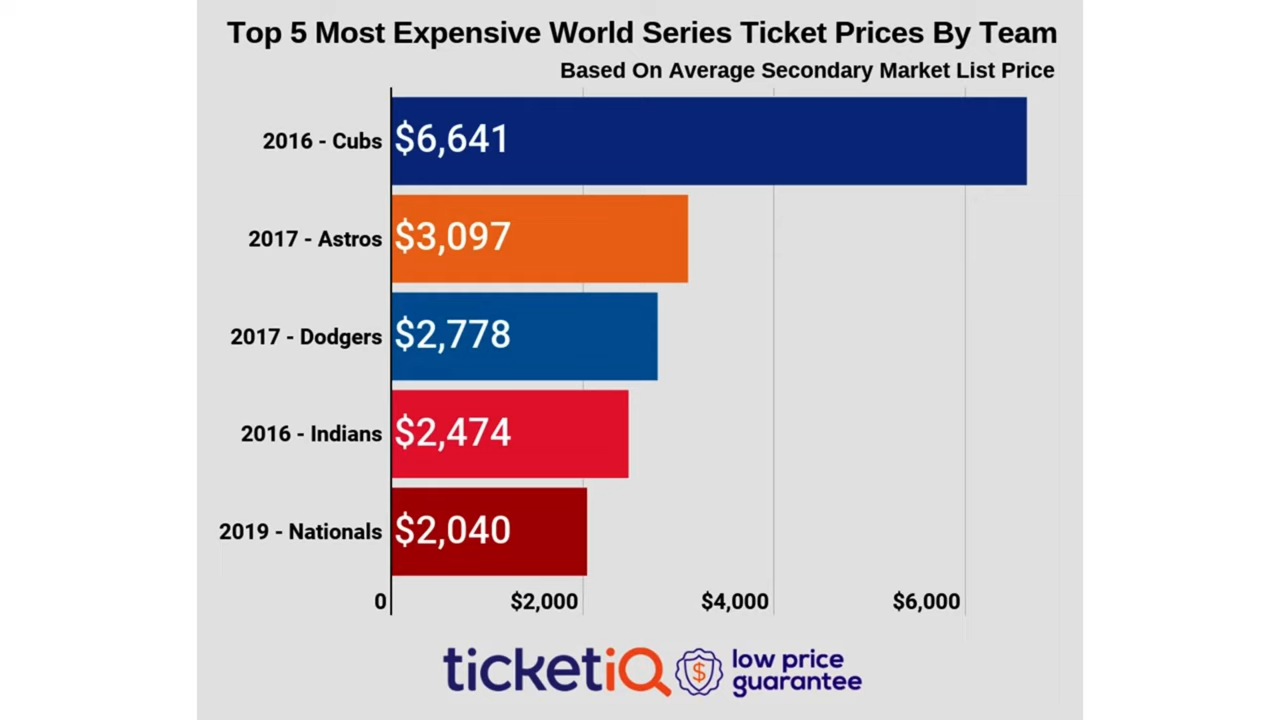 Top 5 Most Expensive World Series Ticket Prices By Team
Based On Average Secondary Market List Price
2016 - Cubs $6,641
2017 - Astros $3,097
2017 - Dodgers $2,778
2016 - Indians $2,474
2019 - Nationals $2,040
0 $2,000 $4,000 $6,000
ticketiQ $ low price
guarantee